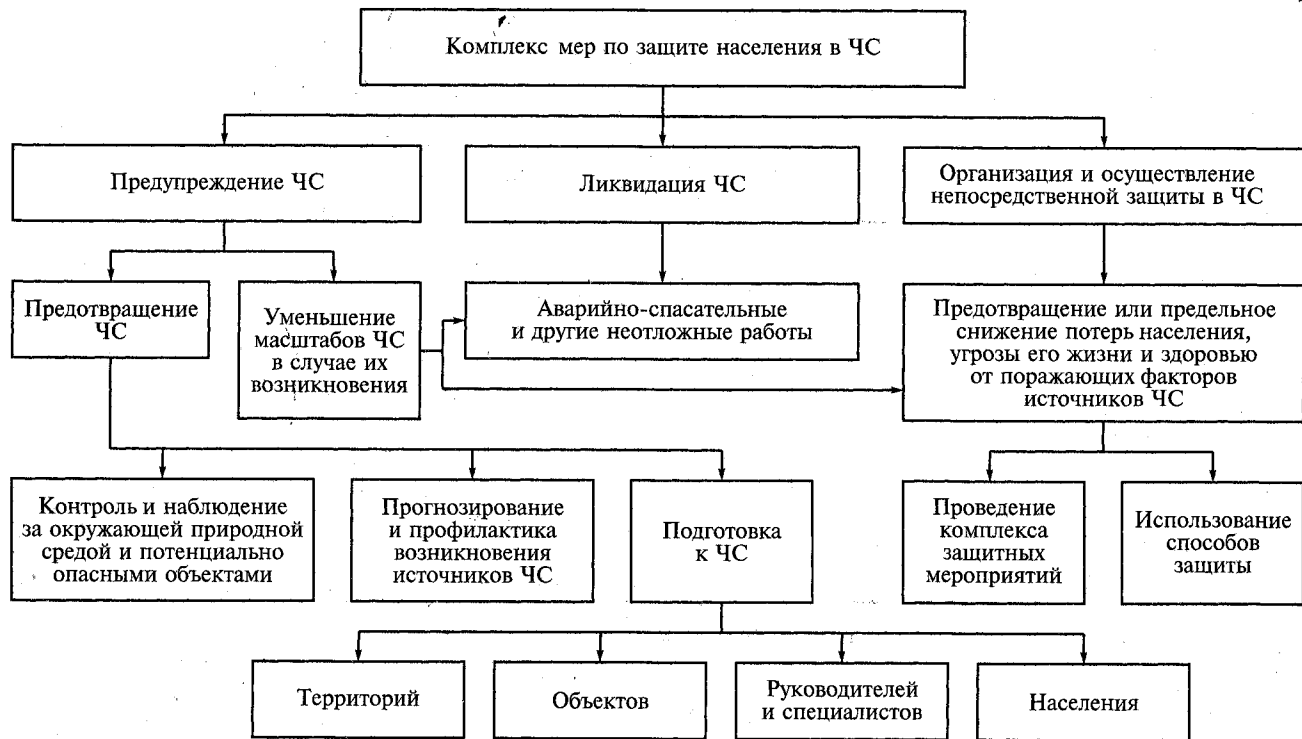 Комплекс мер по защите населения в ЧС
Предупреждение ЧС
Ликвидация ЧС
Организация и осуществление
непосредственной защиты в ЧС
Предотвращение
ЧС
Уменьшение
масштабов ЧС
в случае их
возникновения
Аварийно-спасательные
и другие неотложные работы
Предотвращение или предельное
снижение потерь населения,
угрозы его жизни и здоровью
от поражающих факторов
источников ЧС
Контроль и наблюдение
за окружающей природной
средой и потенциально
опасными объектами
Прогнозирование
и профилактика
возникновения
источников ЧС
Подготовка
к ЧС
Проведение
комплекса
защитных
мероприятий
Использование
способов
защиты
Территорий
Объектов
Руководителей
и специалистов
Населения